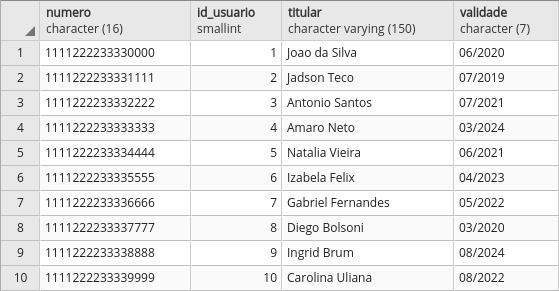 numero id_usuario titular validade
character (16) smallint character varying (150) character (7)
1 1111222233330000 1 Joao da Silva 06/2020
2 1111222233331111 2 Jadson Teco 07/2019
3 1111222233332222 3 Antonio Santos 07/2021
4 1111222233333333 4 Amaro Neto 03/2024
5 1111222233334444 5 Natalia Vieira 06/2021
6 1111222233335555 6 Izabela Felix 04/2023
7 1111222233336666 7 Gabriel Fernandes 05/2022
8 1111222233337777 8 Diego Bolsoni 03/2020
9 1111222233338888 9 Ingrid Brum 08/2024
10 1111222233339999 10 Carolina Uliana 08/2022